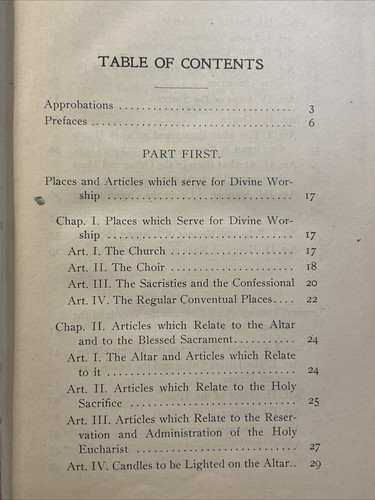 TABLE OF CONTENTS
Approbations ........................ 3
Prefaces ............................ 6
PART FIRST.
Places and Articles which serve for Divine Wor-
ship ........................... 17
Chap. I. Places which Serve for Divine Wor-
ship ........................... 17
Art. I. The Church ................. 17
Art. II. The Choir ................. 18
Art. III. The Sacristies and the Confessional 20
Art. IV. The Regular Conventual Places.... 22
Chap. II. Articles which Relate to the Altar
and to the Blessed Sacrament........... 24
Art. I. The Altar and Articles which Relate
to it ........................... 24
Art. II. Articles which Relate to the Holy
Sacrifice ........................ 25
Art. III. Articles which Relate to the Reser-
vation and Administration of the Holy
Eucharist ........................ 27
Art. IV. Candles to be Lighted on the Altar.. 29